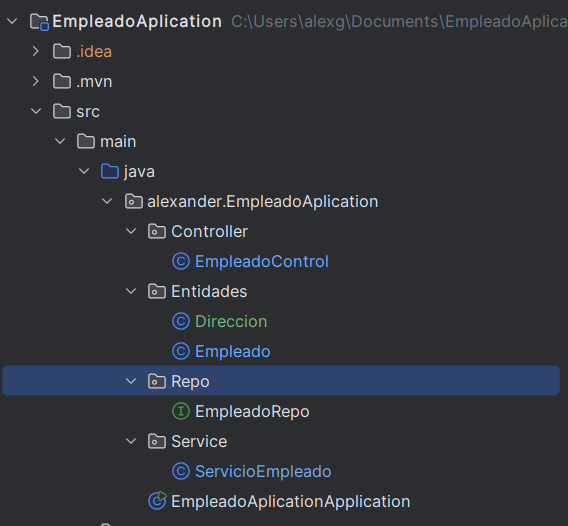 EmpleadoAplication C:\Users\alexg\Documents\EmpleadoAplica
.idea
.mvn
src
main
java
alexander.EmpleadoAplication
Controller
C EmpleadoControl
Entidades
C Direccion
C Empleado
Repo
I EmpleadoRepo
Service
C ServicioEmpleado
C EmpleadoAplicationApplication